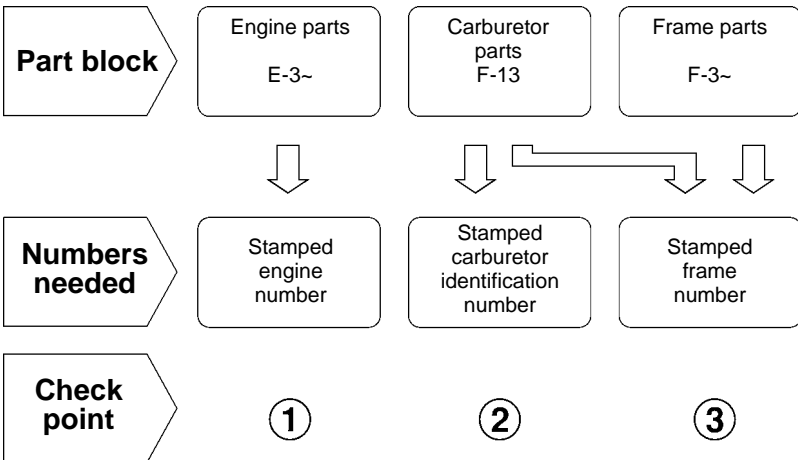 Part block
Engine parts
E-3~
Carburetor
parts
F-13
Frame parts
F-3~
Numbers
needed
Stamped
engine
number
Stamped
carburetor
identification
number
Stamped
frame
number
Check
point
①
②
③